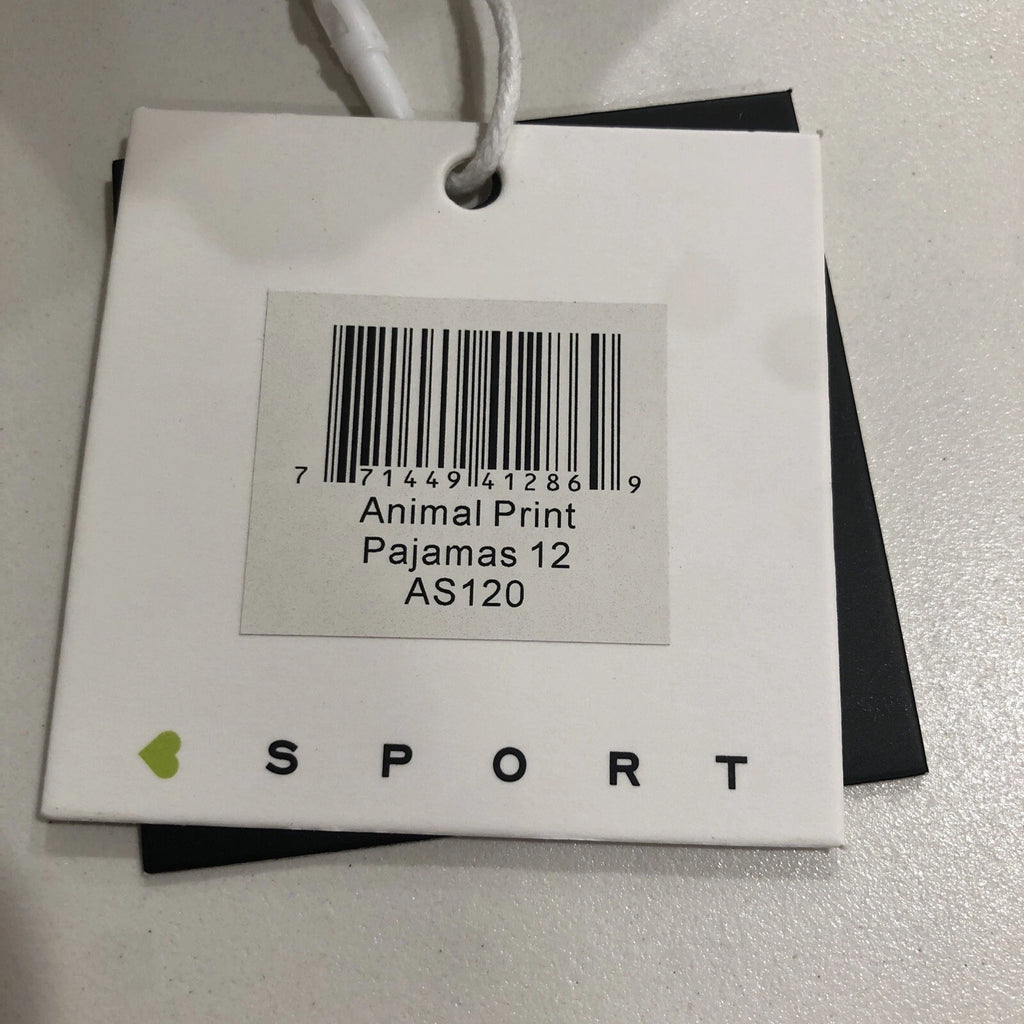 7 71449 41286 9
Animal Print
Pajamas 12
AS120
SPORT